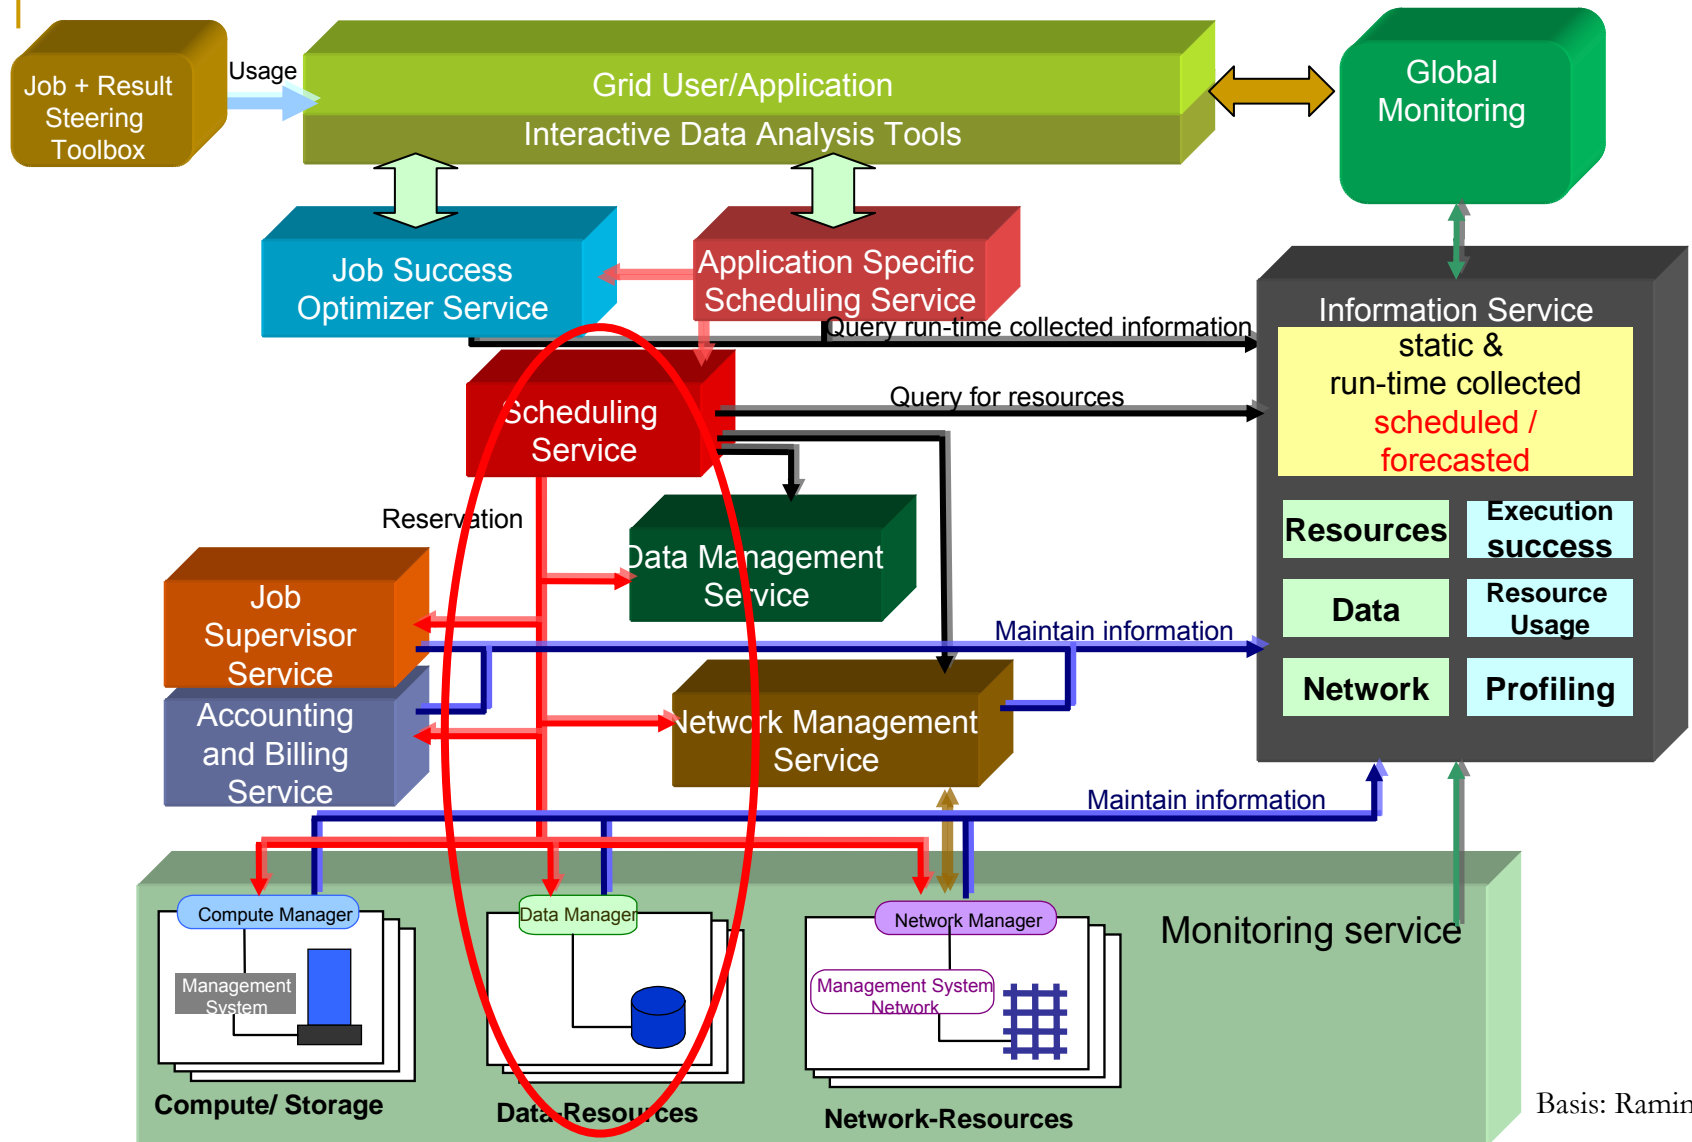 Job + Result
Steering
Toolbox
Usage
Grid User/Application
Interactive Data Analysis Tools
Global
Monitoring
Job Success
Optimizer Service
Application Specific
Scheduling Service
Query run-time collected information
Information Service
static &
run-time collected
scheduled /
forecasted
Scheduling
Service
Query for resources
Reservation
Data Management
Service
Resources
Execution
success
Data
Resource
Usage
Network
Profiling
Job
Supervisor
Service
Maintain information
Accounting
and Billing
Service
Network Management
Service
Maintain information
Compute Manager
Data Manager
Network Manager
Monitoring service
Management
System
Management System
Network
Compute/ Storage
Data-Resources
Network-Resources
Basis: Ramin